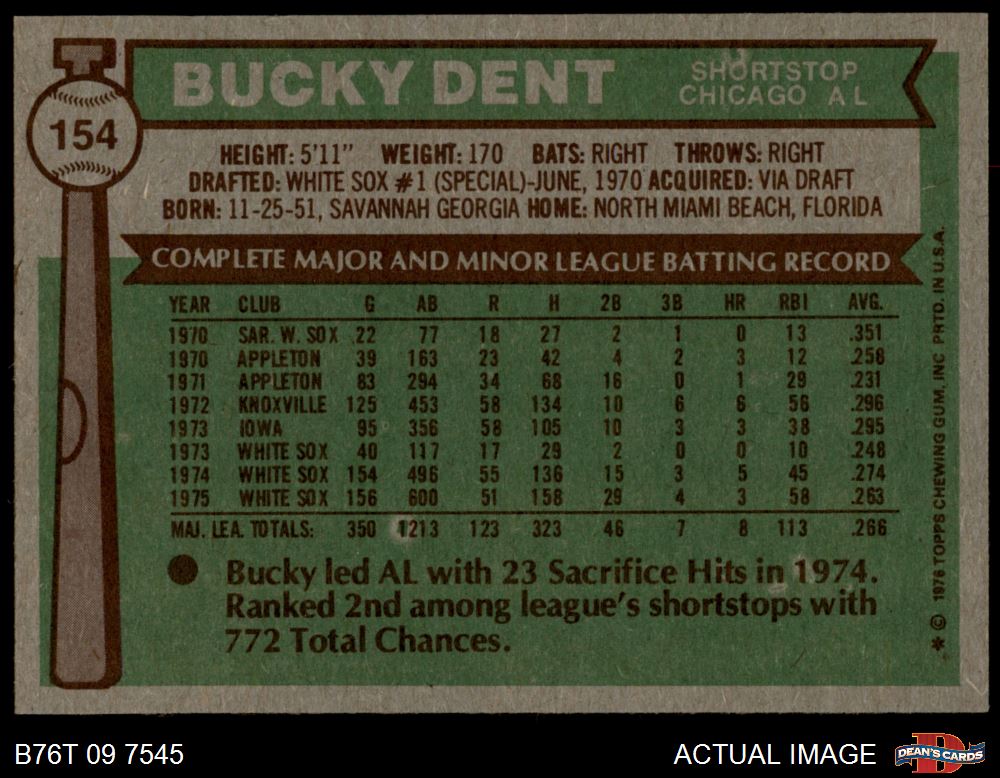 154
BUCKY DENT
SHORTSTOP
CHICAGO A L
HEIGHT: 5'11" WEIGHT: 170 BATS: RIGHT THROWS: RIGHT
DRAFTED: WHITE SOX #1 (SPECIAL)-JUNE, 1970 ACQUIRED: VIA DRAFT
BORN: 11-25-51, SAVANNAH GEORGIA HOME: NORTH MIAMI BEACH, FLORIDA
COMPLETE MAJOR AND MINOR LEAGUE BATTING RECORD
YEAR CLUB G AB R H 2B 3B HR RBI AVG.
1970 SAR. W. SOX 22 77 18 27 2 1 0 13 .351
1970 APPLETON 39 163 23 42 4 2 3 12 .258
1971 APPLETON 83 294 34 68 16 0 1 29 .231
1972 KNOXVILLE 125 453 58 134 10 6 6 56 .296
1973 IOWA 95 356 58 105 10 3 3 38 .295
1973 WHITE SOX 40 117 17 29 2 0 0 10 .248
1974 WHITE SOX 154 496 55 136 15 3 5 45 .274
1975 WHITE SOX 156 600 51 158 29 4 3 58 .263
MAJ. LEA. TOTALS: 350 1213 123 323 46 7 8 113 .266
Bucky led AL with 23 Sacrifice Hits in 1974.
Ranked 2nd among league's shortstops with
772 Total Chances.
* © 1976 TOPPS CHEWING GUM, INC PRTD. IN U.S.A.
B76T 09 7545
ACTUAL IMAGE
DEAN'S CARDS